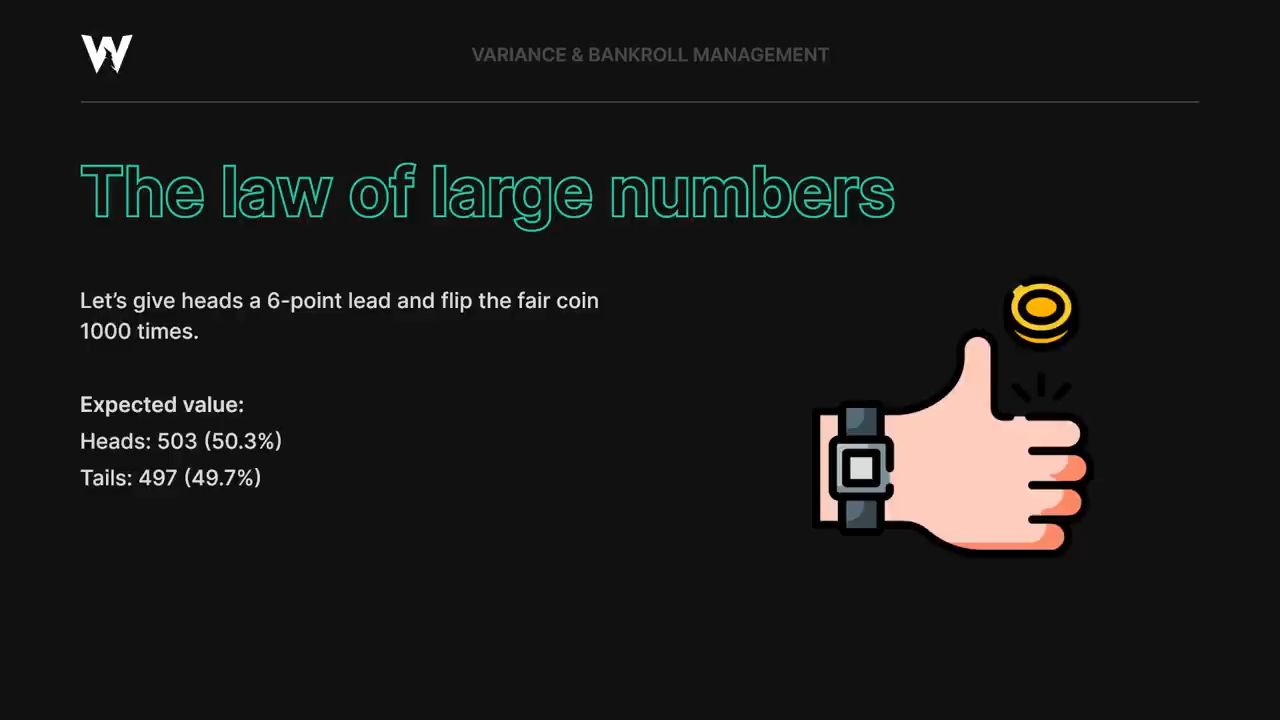 W
VARIANCE & BANKROLL MANAGEMENT
The law of large numbers
Let’s give heads a 6-point lead and flip the fair coin
1000 times.
Expected value:
Heads: 503 (50.3%)
Tails: 497 (49.7%)